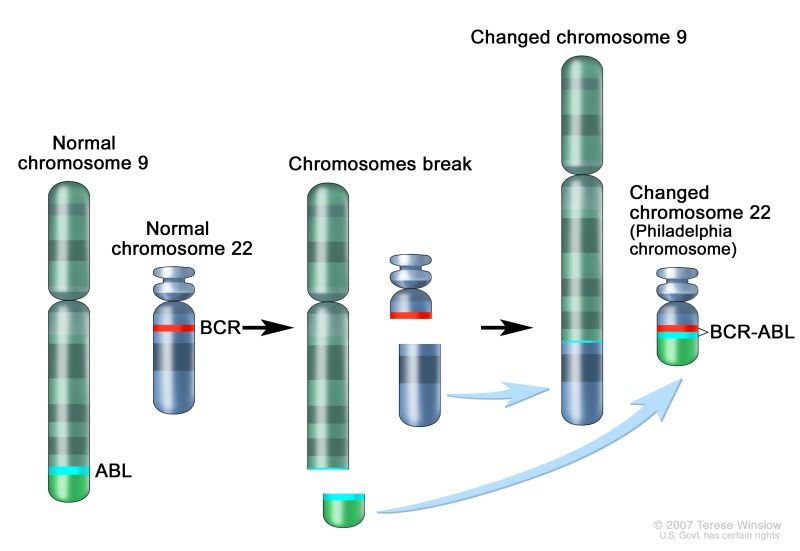 Changed chromosome 9
Normal
chromosome 9
Chromosomes break
Changed
chromosome 22
(Philadelphia
chromosome)
Normal
chromosome 22
BCR
BCR-ABL
ABL
© 2007 Terese Winslow
U.S. Govt. has certain rights